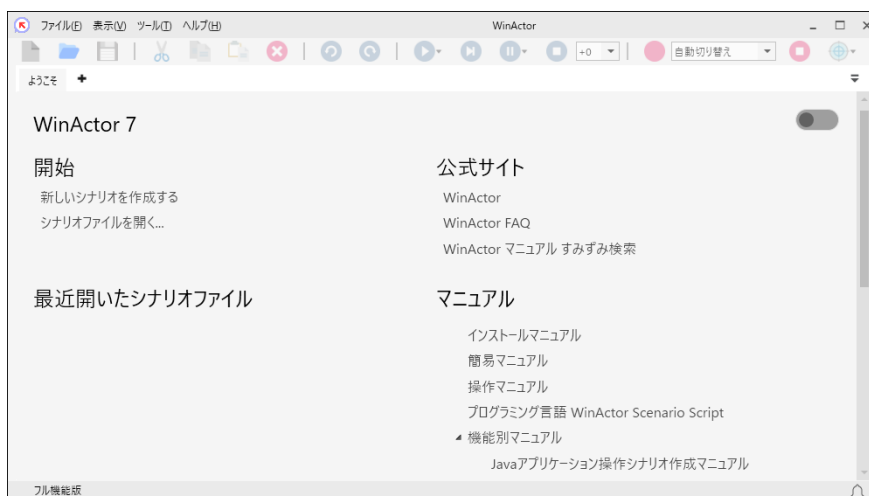 ファイル(F) 表示(V) ツール(T) ヘルプ(H) WinActor
+0 自動切り替え
ようこそ
WinActor 7
開始
新しいシナリオを作成する
シナリオファイルを開く...
公式サイト
WinActor
WinActor FAQ
WinActor マニュアル すみずみ検索
最近開いたシナリオファイル
マニュアル
インストールマニュアル
簡易マニュアル
操作マニュアル
プログラミング言語 WinActor Scenario Script
機能別マニュアル
Javaアプリケーション操作シナリオ作成マニュアル
フル機能版